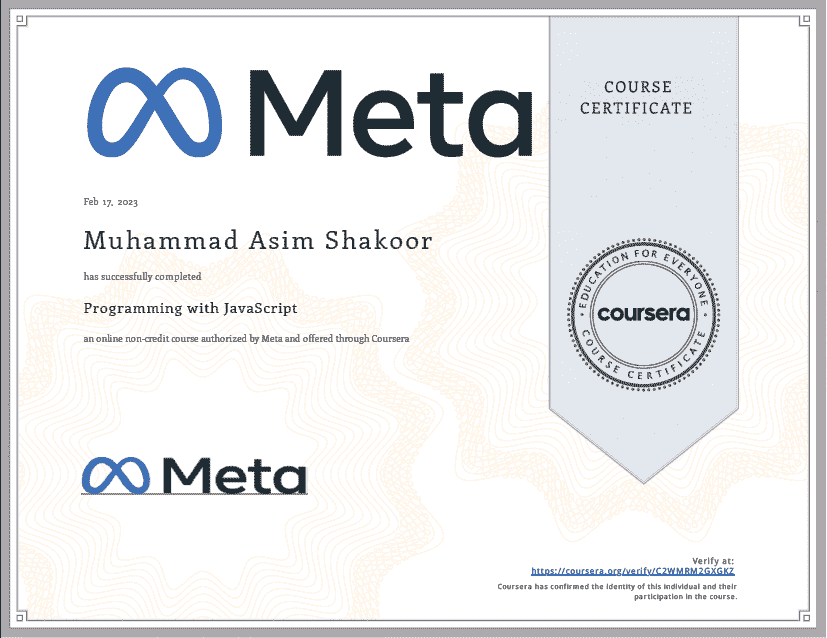 Meta
COURSE
CERTIFICATE
Feb 17, 2023
Muhammad Asim Shakoor
has successfully completed
Programming with JavaScript
an online non-credit course authorized by Meta and offered through Coursera
EDUCATION FOR EVERYONE
coursera
COURSE CERTIFICATE
Meta
Verify at:
https://coursera.org/verify/C2WMRM2GXGKZ
Coursera has confirmed the identity of this individual and their
participation in the course.